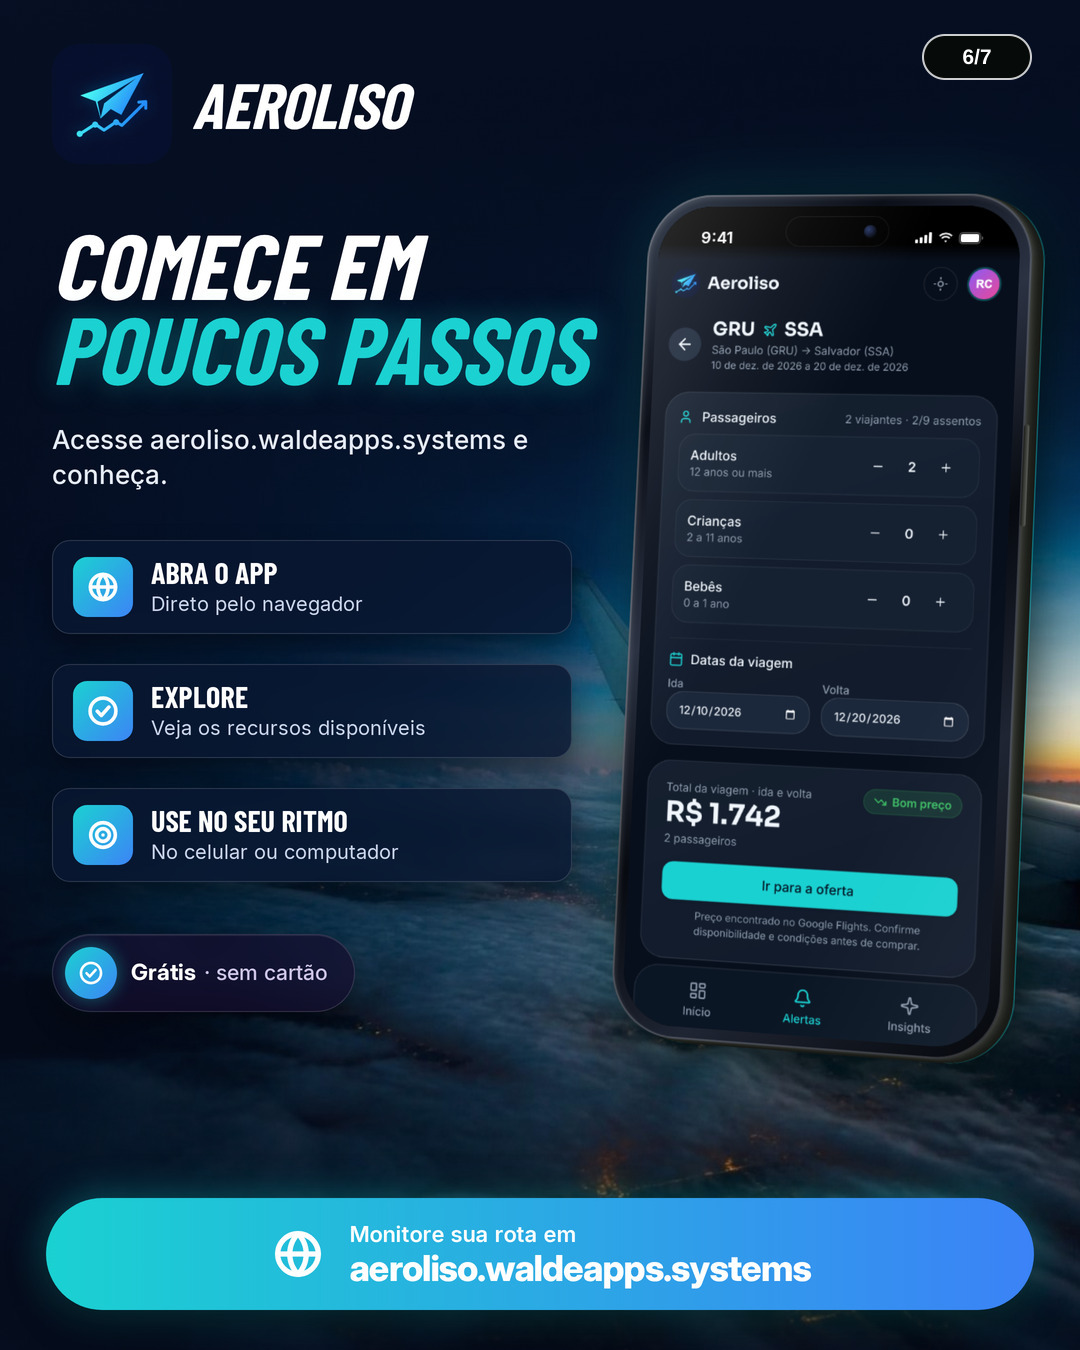 AEROLISO
6/7
COMECE EM
POUCOS PASSOS
Acesse aeroliso.waldeapps.systems e
conheça.
ABRA O APP
Direto pelo navegador
EXPLORE
Veja os recursos disponíveis
USE NO SEU RITMO
No celular ou computador
Grátis · sem cartão
9:41
Aeroliso
RC
GRU SSA
São Paulo (GRU) → Salvador (SSA)
10 de dez. de 2026 a 20 de dez. de 2026
Passageiros 2 viajantes · 2/9 assentos
Adultos
12 anos ou mais
− 2 +
Crianças
2 a 11 anos
− 0 +
Bebês
0 a 1 ano
− 0 +
Datas da viagem
Ida Volta
12/10/2026 12/20/2026
Total da viagem · ida e volta
R$ 1.742
Bom preço
2 passageiros
Ir para a oferta
Preço encontrado no Google Flights. Confirme
disponibilidade e condições antes de comprar.
Início Alertas Insights
Monitore sua rota em
aeroliso.waldeapps.systems